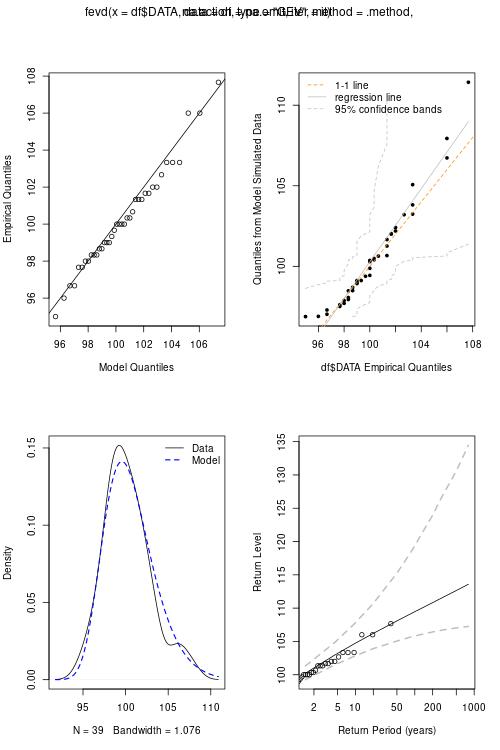 fevd(x = df$DATA, na.action = na.omit, method = .method,
data = df, type = "GEV",
1-1 line
regression line
95% confidence bands
Empirical Quantiles
96 98 100 102 104 106 108
96 98 100 102 104 106
Model Quantiles
Quantiles from Model Simulated Data
100 105 110
96 98 100 102 104 108
df$DATA Empirical Quantiles
Data
Model
Density
0.00 0.05 0.10 0.15
95 100 105 110
N = 39 Bandwidth = 1.076
Return Level
100 105 110 115 120 125 130 135
2 5 10 50 200 1000
Return Period (years)